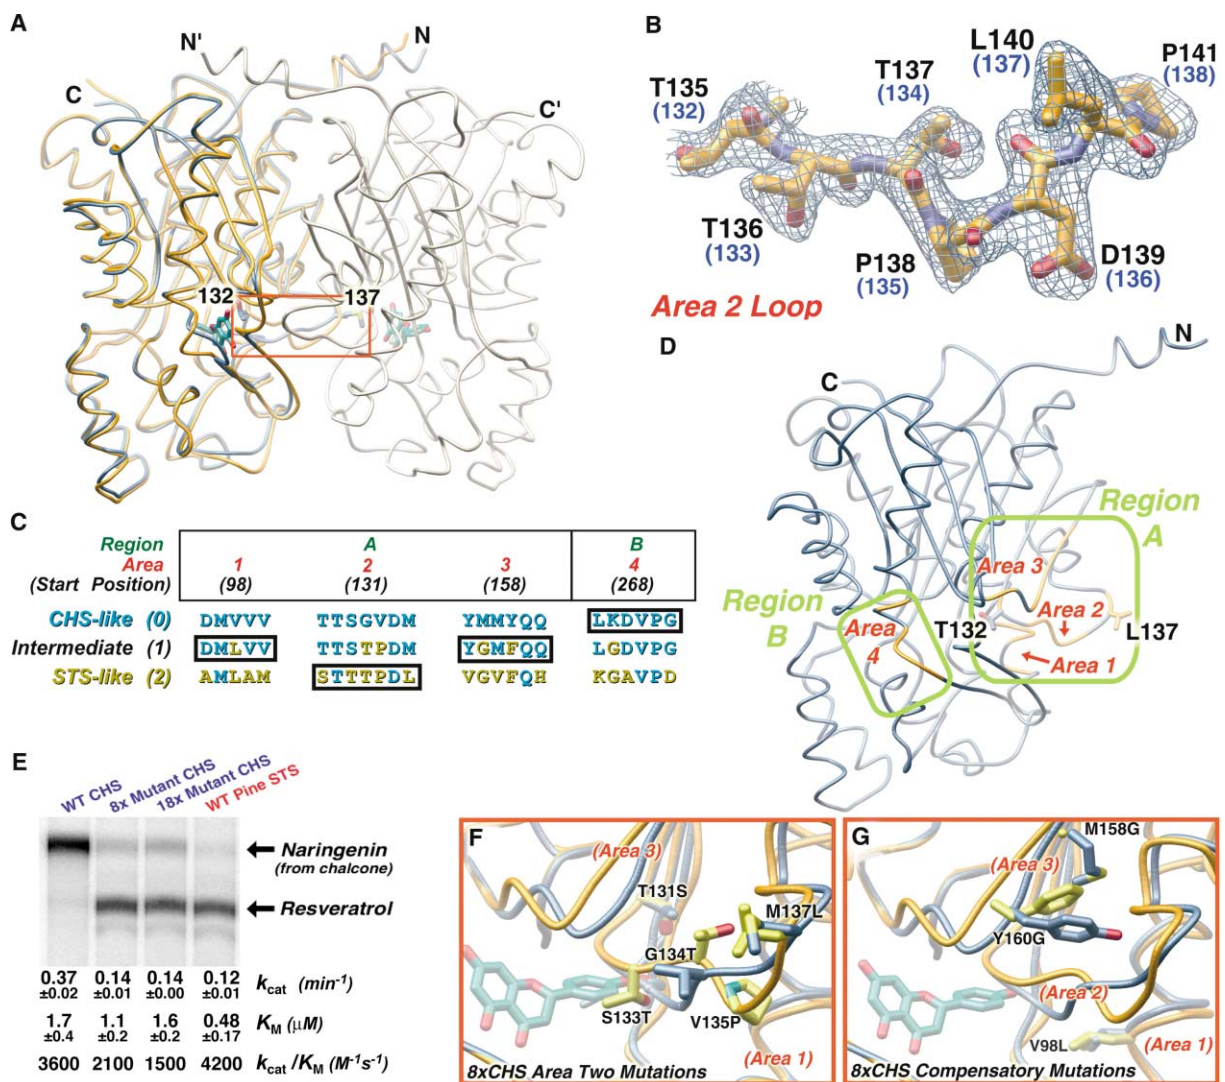 A
N'
N
C
C'
132
137
B
L140
(137)
P141
(138)
T135
(132)
T137
(134)
T136
(133)
P138
(135)
D139
(136)
Area 2 Loop
C
Region A B
Area 1 2 3 4
(Start Position) (98) (131) (158) (268)
CHS-like (0) DMVVV TTSGVDM YMMYQQ LKDVPG
Intermediate (1) DMLVV TTSTPDM YGMFQQ LGDVPG
STS-like (2) AMLAM STTTPDL VGVFQH KGAVPD
D
N
C
Region A
Area 3
Area 2
Region B
Area 4
T132
L137
Area 1
E
WT CHS
8x Mutant CHS
18x Mutant CHS
WT Pine STS
Naringenin
(from chalcone)
Resveratrol
0.37 0.14 0.14 0.12 kcat (min-1)
±0.02 ±0.01 ±0.00 ±0.01
1.7 1.1 1.6 0.48 KM (µM)
±0.4 ±0.2 ±0.2 ±0.17
3600 2100 1500 4200 kcat /KM (M-1s-1)
F
(Area 3)
T131S
M137L
G134T
S133T
V135P
(Area 1)
8xCHS Area Two Mutations
G
M158G
(Area 3)
Y160G
(Area 2)
V98L
(Area 1)
8xCHS Compensatory Mutations